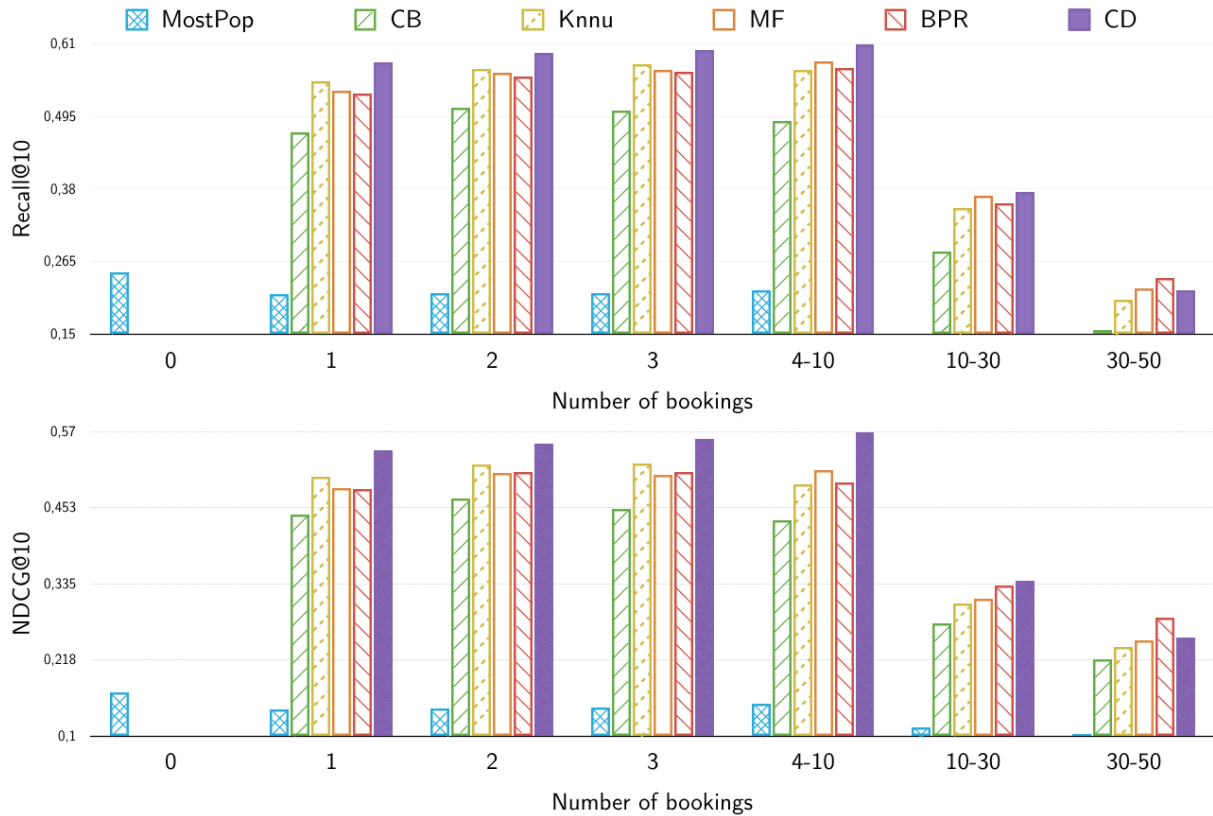 MostPop CB Knnu MF BPR CD
Recall@10
0,61
0,495
0,38
0,265
0,15
0 1 2 3 4-10 10-30 30-50
Number of bookings
NDCG@10
0,57
0,453
0,335
0,218
0,1
0 1 2 3 4-10 10-30 30-50
Number of bookings